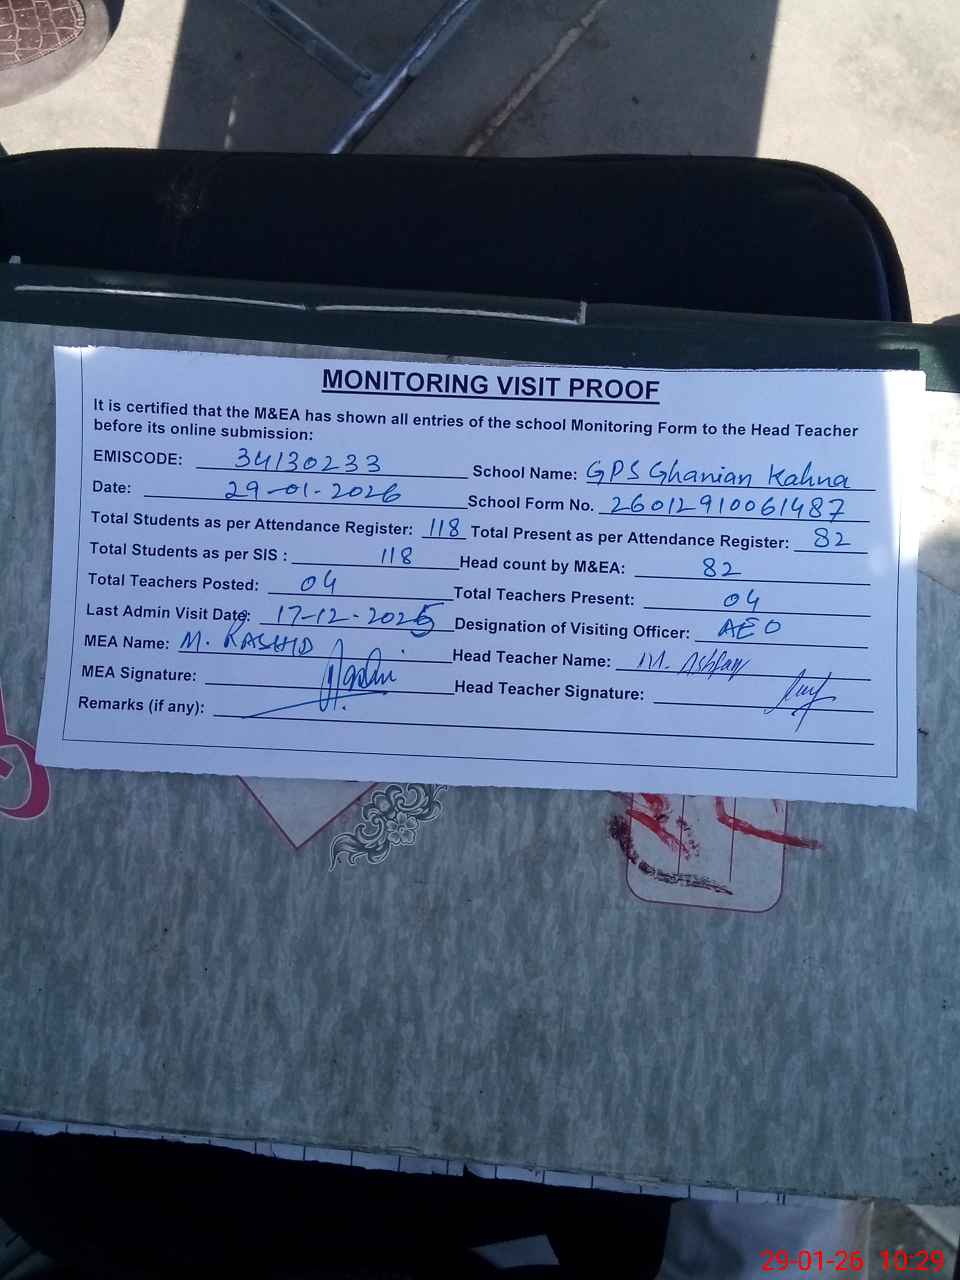 MONITORING VISIT PROOF
It is certified that the M&EA has shown all entries of the school Monitoring Form to the Head Teacher
before its online submission:
EMISCODE: 34130233 School Name: GPS Ghanian Kahna
Date: 29-01-2026 School Form No. 26012910061487
Total Students as per Attendance Register: 118 Total Present as per Attendance Register: 82
Total Students as per SIS : 118 Head count by M&EA: 82
Total Teachers Posted: 04 Total Teachers Present: 04
Last Admin Visit Date: 17-12-2025 Designation of Visiting Officer: AEO
MEA Name: M. RASHID Head Teacher Name: M. Ashfaq
MEA Signature: Head Teacher Signature:
Remarks (if any):
29-01-26 10:29